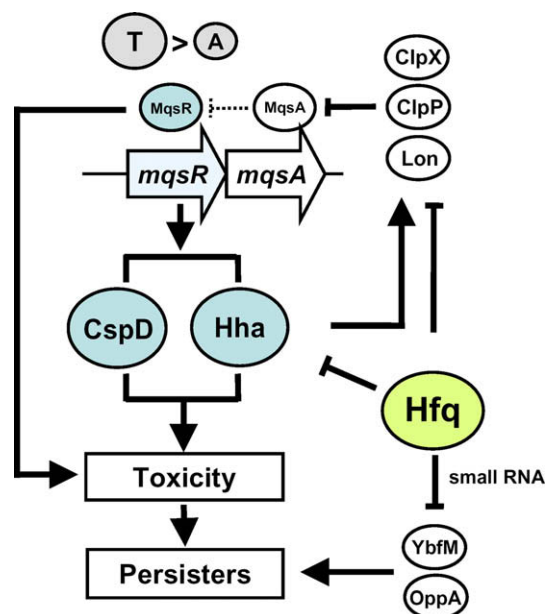 T > A
ClpX
MqsR
MqsA
ClpP
Lon
mqsR
mqsA
CspD
Hha
Hfq
small RNA
Toxicity
YbfM
Persisters
OppA